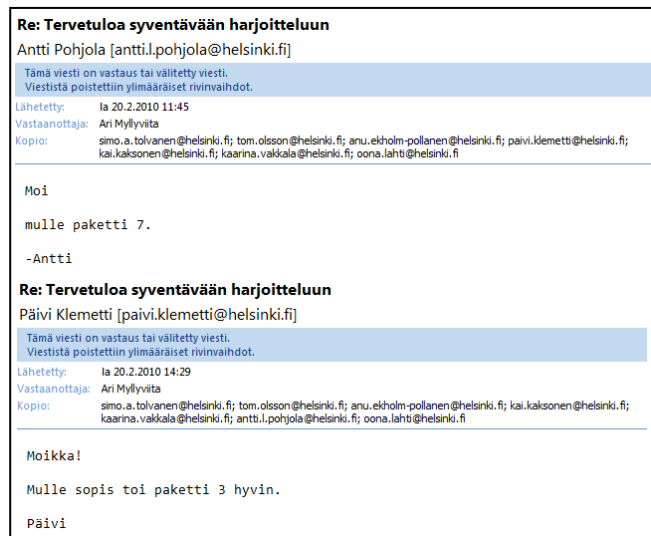 Re: Tervetuloa syventävään harjoitteluun
Antti Pohjola [antti.l.pohjola@helsinki.fi]
Tämä viesti on vastaus tai välitetty viesti.
Viestistä poistettiin ylimääräiset rivinvaihdot.
Lähetetty: la 20.2.2010 11:45
Vastaanottaja: Ari Myllyviita
Kopio: simo.a.tolvanen@helsinki.fi; tom.olsson@helsinki.fi; anu.ekholm-pollanen@helsinki.fi; paivi.klemetti@helsinki.fi;
kai.kaksonen@helsinki.fi; kaarina.vakkala@helsinki.fi; oona.lahti@helsinki.fi
Moi
mulle paketti 7.
-Antti
Re: Tervetuloa syventävään harjoitteluun
Päivi Klemetti [paivi.klemetti@helsinki.fi]
Tämä viesti on vastaus tai välitetty viesti.
Viestistä poistettiin ylimääräiset rivinvaihdot.
Lähetetty: la 20.2.2010 14:29
Vastaanottaja: Ari Myllyviita
Kopio: simo.a.tolvanen@helsinki.fi; tom.olsson@helsinki.fi; anu.ekholm-pollanen@helsinki.fi; kai.kaksonen@helsinki.fi;
kaarina.vakkala@helsinki.fi; antti.l.pohjola@helsinki.fi; oona.lahti@helsinki.fi
Moikka!
Mulle sopis toi paketti 3 hyvin.
Päivi